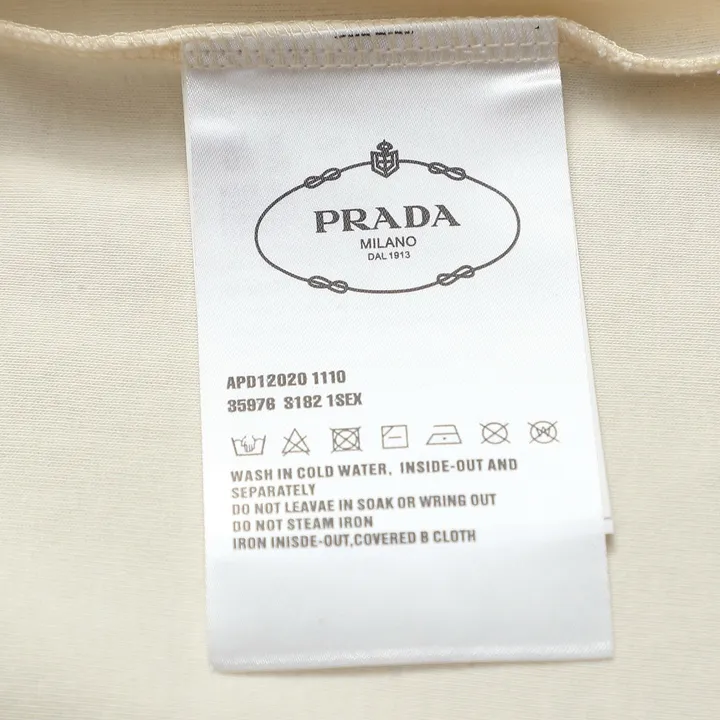 PRADA
MILANO
DAL 1913
APD12020 1110
35976 S182 1SEX
WASH IN COLD WATER, INSIDE-OUT AND
SEPARATELY
DO NOT LEAVAE IN SOAK OR WRING OUT
DO NOT STEAM IRON
IRON INISDE-OUT,COVERED B CLOTH